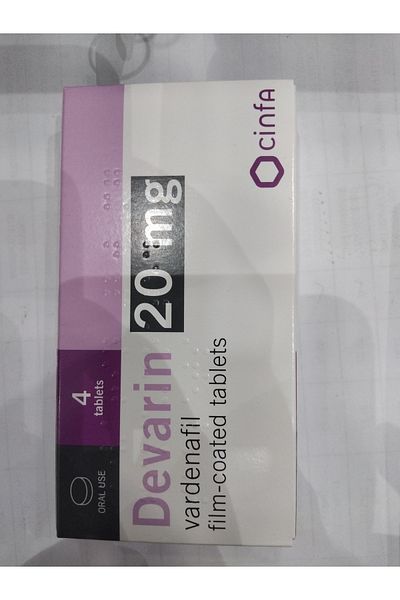 cinfa
Devarin 20 mg
vardenafil
film-coated tablets
4
tablets
ORAL USE